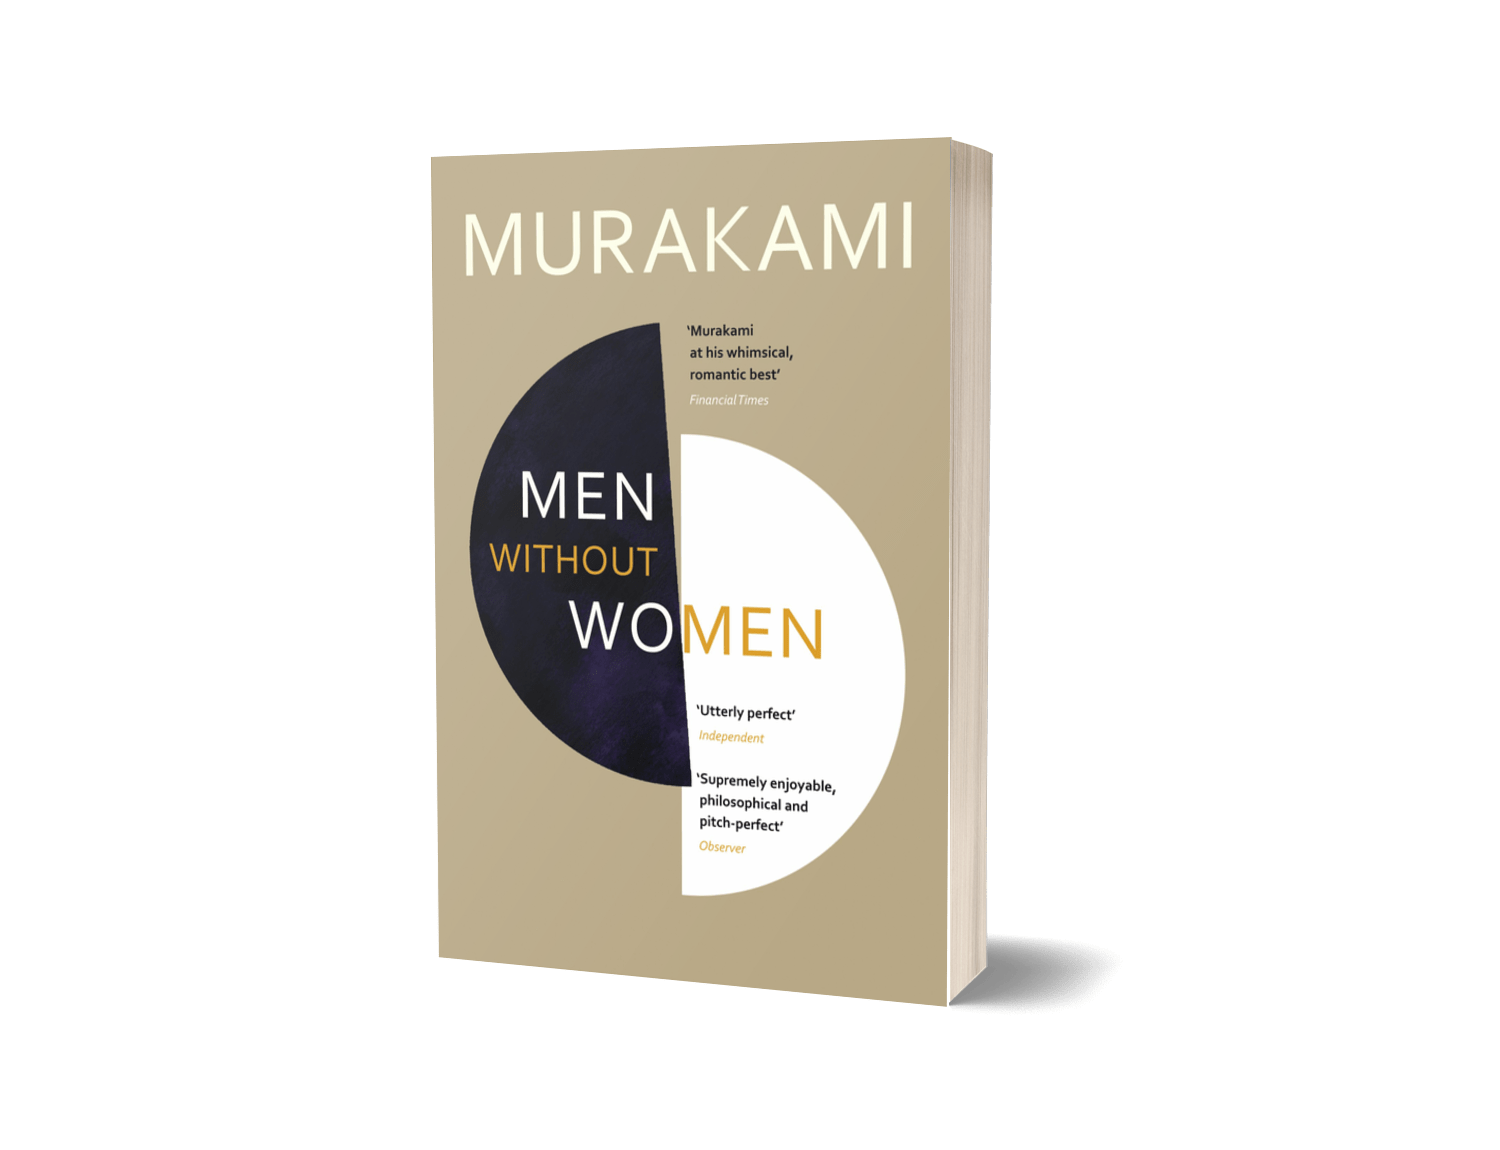 MURAKAMI
‘Murakami
at his whimsical,
romantic best’
Financial Times
MEN
WITHOUT
WOMEN
‘Utterly perfect’
Independent
‘Supremely enjoyable,
philosophical and
pitch-perfect’
Observer